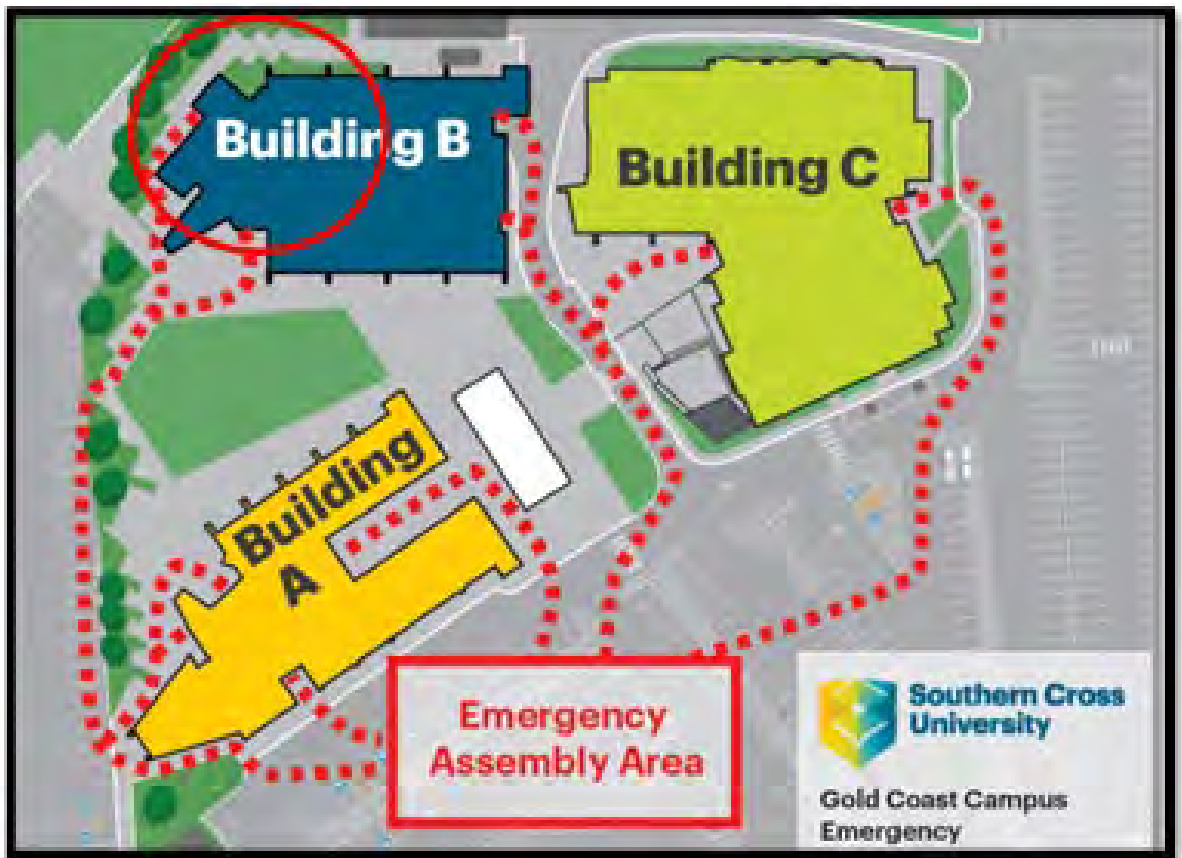 Building B
Building C
Building
A
Emergency
Assembly Area
Southern Cross
University
Gold Coast Campus
Emergency